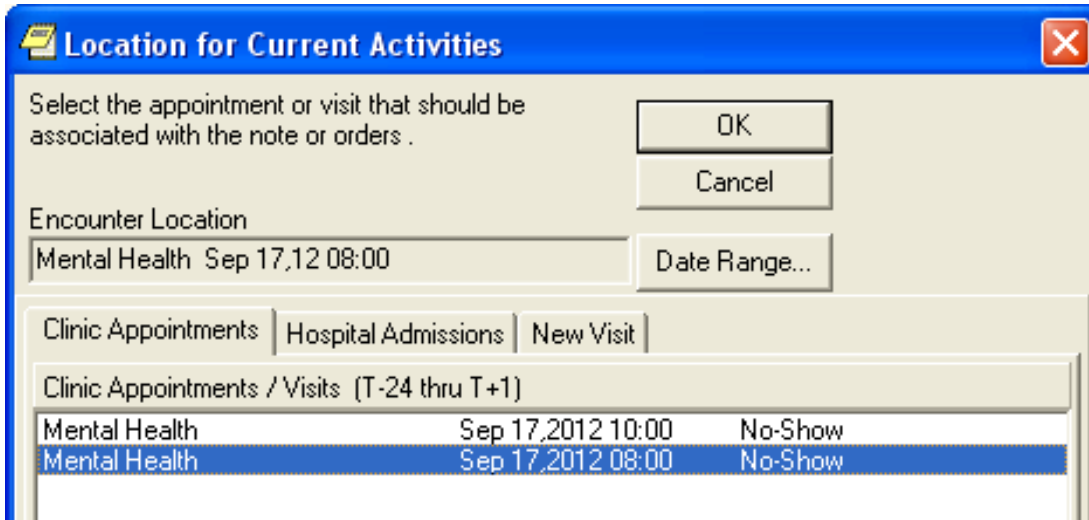 Location for Current Activities
Select the appointment or visit that should be
associated with the note or orders .
OK
Cancel
Encounter Location
Mental Health Sep 17,12 08:00
Date Range...
Clinic Appointments
Hospital Admissions
New Visit
Clinic Appointments / Visits (T-24 thru T+1)
Mental Health Sep 17,2012 10:00 No-Show
Mental Health Sep 17,2012 08:00 No-Show